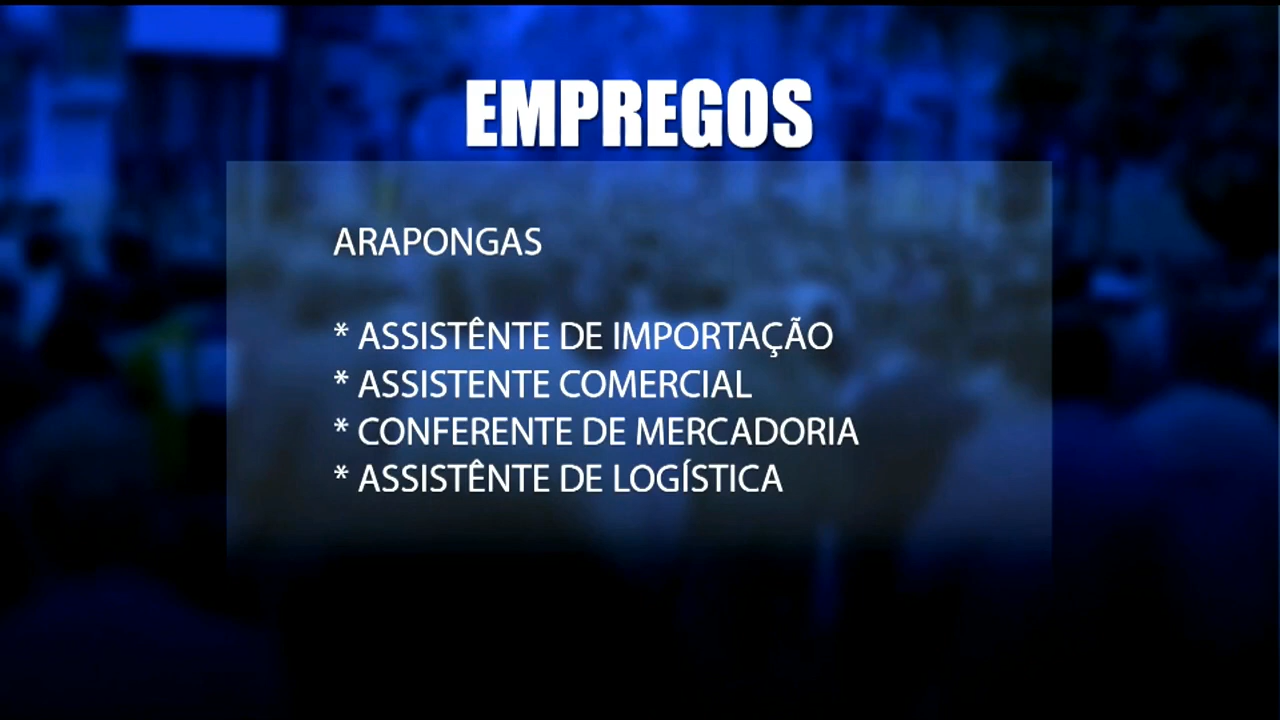 EMPREGOS
ARAPONGAS
* ASSISTÊNTE DE IMPORTAÇÃO
* ASSISTENTE COMERCIAL
* CONFERENTE DE MERCADORIA
* ASSISTÊNTE DE LOGÍSTICA